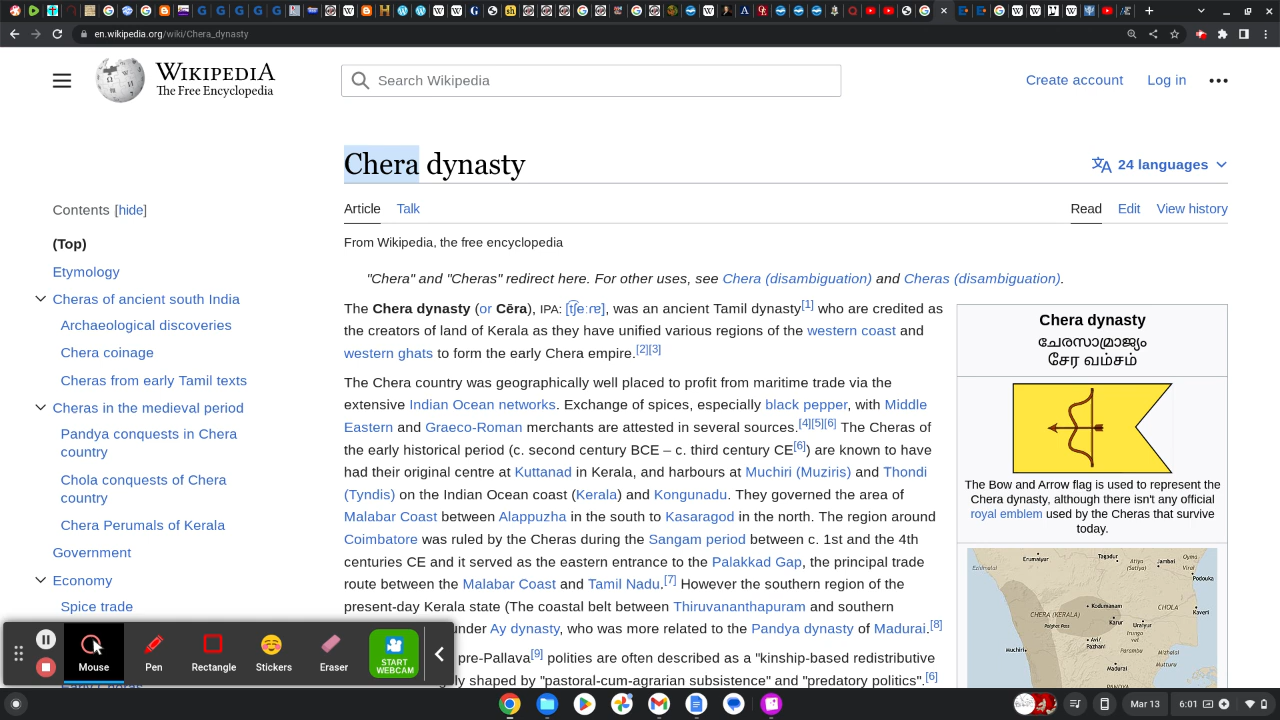 en.wikipedia.org/wiki/Chera_dynasty
WIKIPEDIA
The Free Encyclopedia
Search Wikipedia
Create account
Log in
Chera dynasty
24 languages
Contents [hide]
Article
Talk
Read
Edit
View history
(Top)
Etymology
Cheras of ancient south India
Archaeological discoveries
Chera coinage
Cheras from early Tamil texts
Cheras in the medieval period
Pandya conquests in Chera
country
Chola conquests of Chera
country
Chera Perumals of Kerala
Government
Economy
Spice trade
From Wikipedia, the free encyclopedia
"Chera" and "Cheras" redirect here. For other uses, see Chera (disambiguation) and Cheras (disambiguation).
The Chera dynasty (or Cēra), IPA: [t͡ʃeːɾɐ], was an ancient Tamil dynasty[1] who are credited as
the creators of land of Kerala as they have unified various regions of the western coast and
western ghats to form the early Chera empire.[2][3]
The Chera country was geographically well placed to profit from maritime trade via the
extensive Indian Ocean networks. Exchange of spices, especially black pepper, with Middle
Eastern and Graeco-Roman merchants are attested in several sources.[4][5][6] The Cheras of
the early historical period (c. second century BCE – c. third century CE[6]) are known to have
had their original centre at Kuttanad in Kerala, and harbours at Muchiri (Muziris) and Thondi
(Tyndis) on the Indian Ocean coast (Kerala) and Kongunadu. They governed the area of
Malabar Coast between Alappuzha in the south to Kasaragod in the north. The region around
Coimbatore was ruled by the Cheras during the Sangam period between c. 1st and the 4th
centuries CE and it served as the eastern entrance to the Palakkad Gap, the principal trade
route between the Malabar Coast and Tamil Nadu.[7] However the southern region of the
present-day Kerala state (The coastal belt between Thiruvananthapuram and southern
under Ay dynasty, who was more related to the Pandya dynasty of Madurai.[8]
pre-Pallava[9] polities are often described as a "kinship-based redistributive
shaped by "pastoral-cum-agrarian subsistence" and "predatory politics".[6]
Chera dynasty
ചേരസാമ്രാജ്യം
சேர வம்சம்
The Bow and Arrow flag is used to represent the
Chera dynasty, although there isn't any official
royal emblem used by the Cheras that survive
today.
Erumaiyur
Tagadur
Atiya
(Satiya)
Jambai
Oyma
Virai
Podouka
Ezhimalai
CHERA (KERALA)
Kodumanam
CHOLA
Kaveri
Uraiyur
Karur
Muchiri
Madurai
PANDYA
Mouse
Pen
Rectangle
Stickers
Eraser
START
WEBCAM
Mar 13
6:01